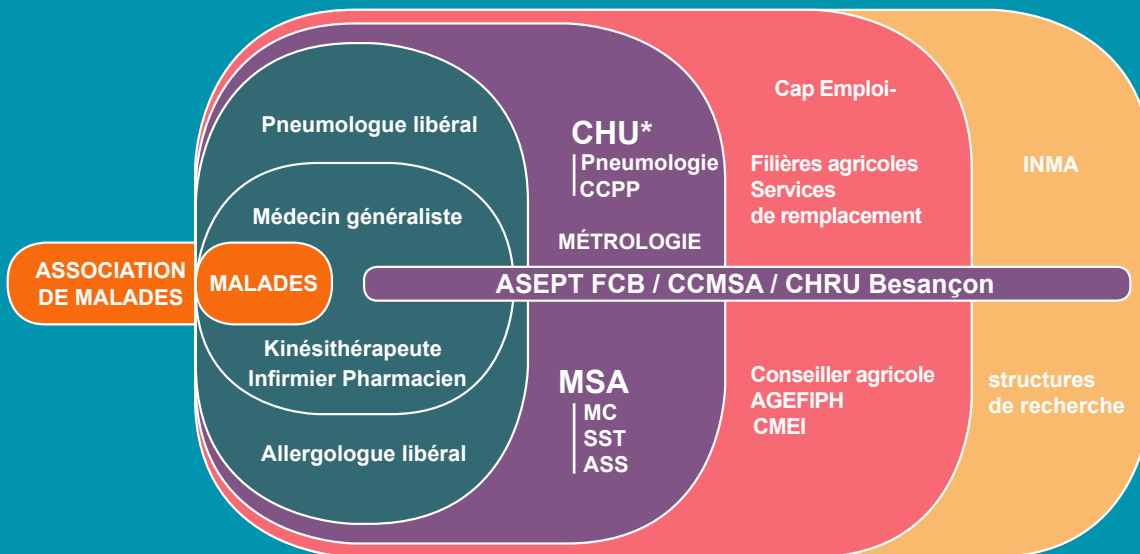 Pneumologue libéral
Médecin généraliste
ASSOCIATION
DE MALADES
MALADES
Kinésithérapeute
Infirmier Pharmacien
Allergologue libéral
CHU*
Pneumologie
CCPP
MÉTROLOGIE
ASEPT FCB / CCMSA / CHRU Besançon
MSA
MC
SST
ASS
Cap Emploi-
Filières agricoles
Services
de remplacement
Conseiller agricole
AGEFIPH
CMEI
INMA
structures
de recherche